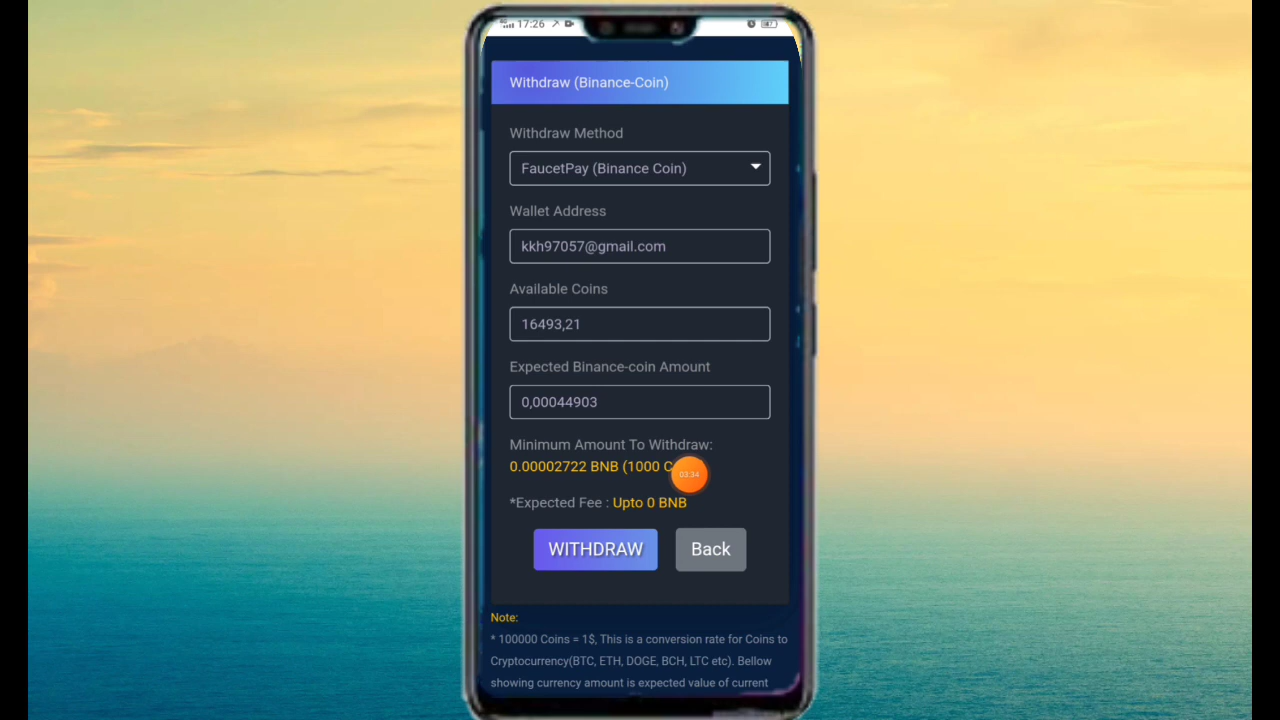 17:26
Withdraw (Binance-Coin)
Withdraw Method
FaucetPay (Binance Coin)
Wallet Address
kkh97057@gmail.com
Available Coins
16493,21
Expected Binance-coin Amount
0,00044903
Minimum Amount To Withdraw:
0.00002722 BNB (1000 C
03:34
*Expected Fee : Upto 0 BNB
WITHDRAW Back
Note:
* 100000 Coins = 1$, This is a conversion rate for Coins to
Cryptocurrency(BTC, ETH, DOGE, BCH, LTC etc). Bellow
showing currency amount is expected value of current